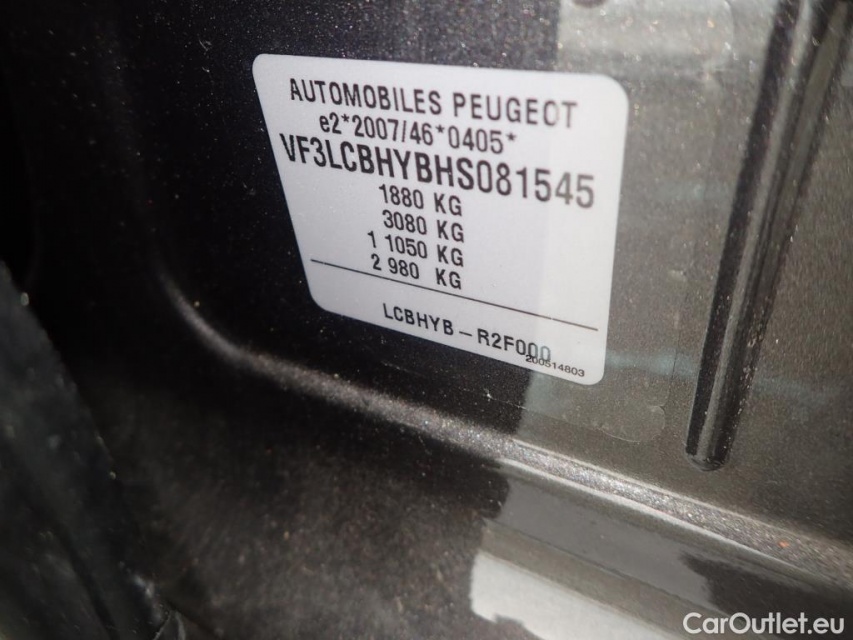 AUTOMOBILES PEUGEOT
e2*2007/46*0405*
VF3LCBHYBHS081545
1880 KG
3080 KG
1 1050 KG
2 980 KG
LCBHYB-R2F000
200514803
CarOutlet.eu